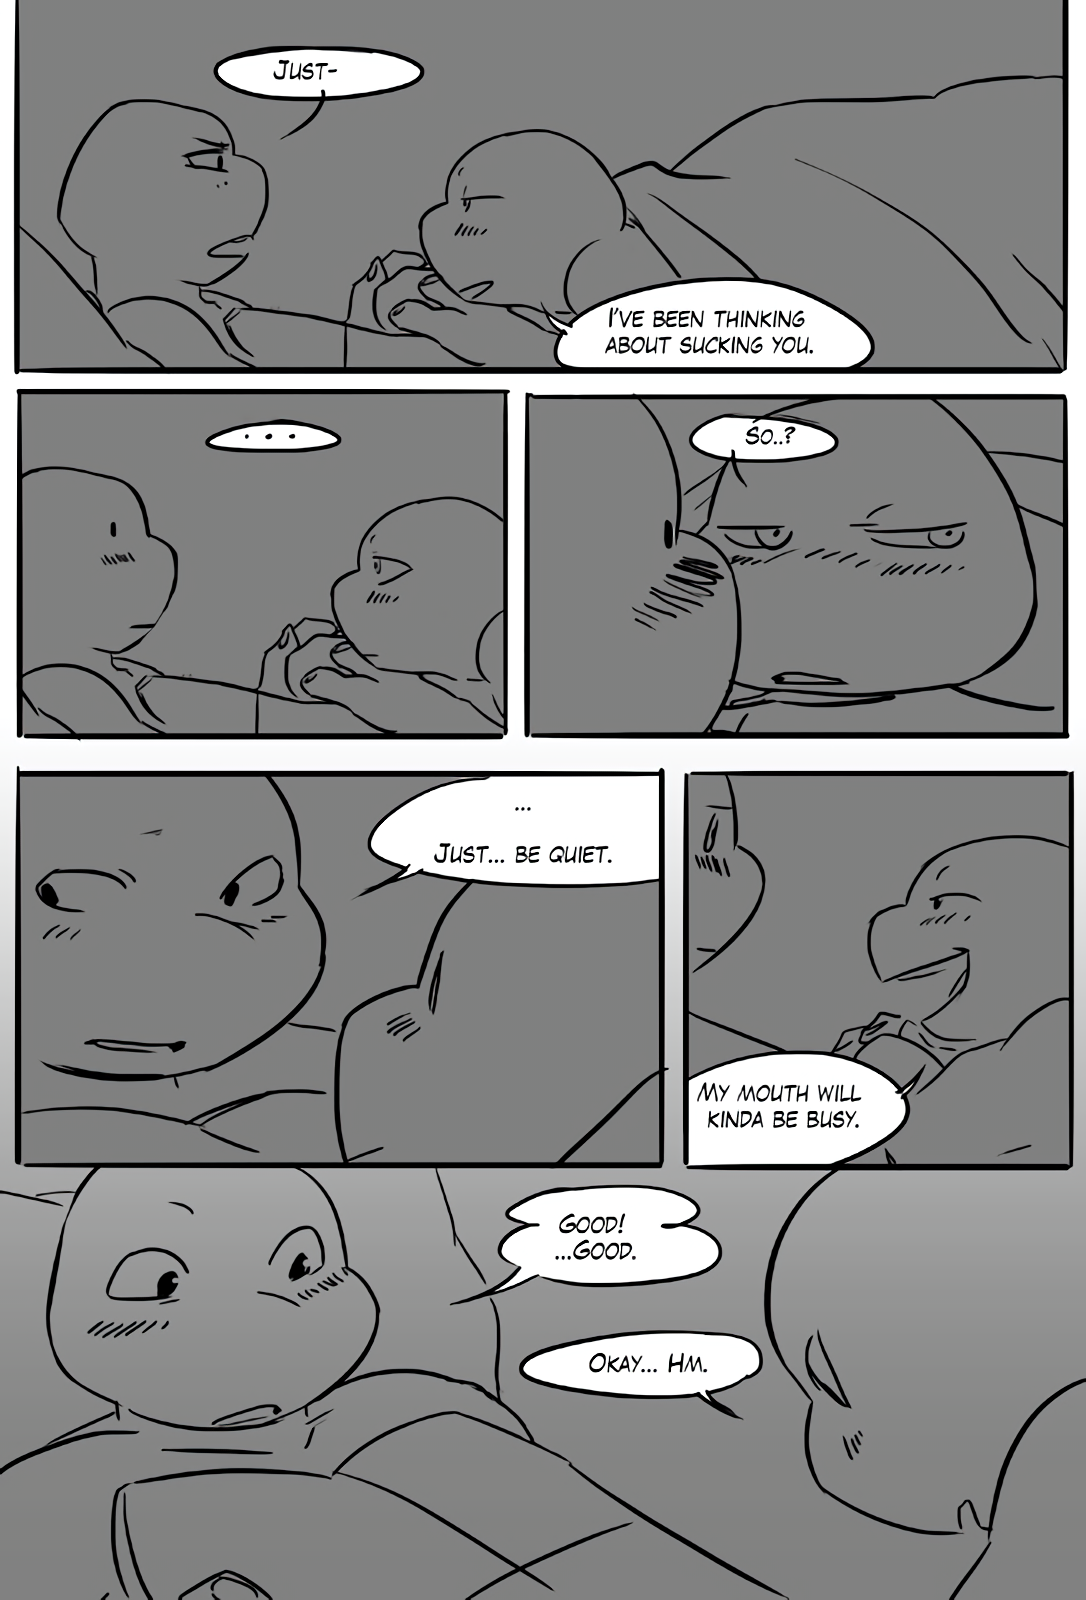 JUST-
I'VE BEEN THINKING
ABOUT SUCKING YOU.
...
SO..?
...
JUST... BE QUIET.
MY MOUTH WILL
KINDA BE BUSY.
GOOD!
...GOOD.
OKAY... HM.